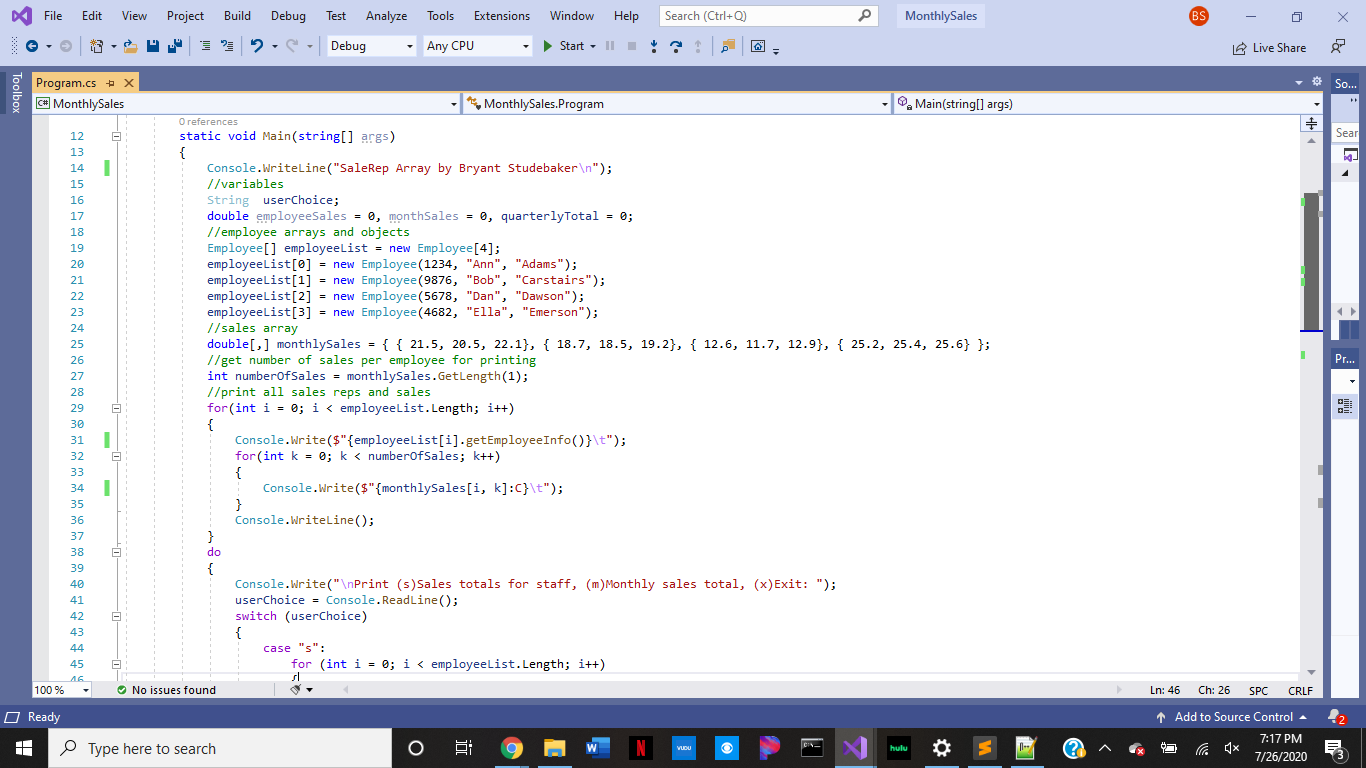 File Edit View Project Build Debug Test Analyze Tools Extensions Window Help Search (Ctrl+Q) MonthlySales BS
Debug Any CPU Start Live Share
Toolbox
Program.cs
So...
MonthlySales MonthlySales.Program Main(string[] args)
Sear
0 references
12 static void Main(string[] args)
13 {
14 Console.WriteLine("SaleRep Array by Bryant Studebaker\n");
15 //variables
16 String  userChoice;
17 double employeeSales = 0, monthSales = 0, quarterlyTotal = 0;
18 //employee arrays and objects
19 Employee[] employeeList = new Employee[4];
20 employeeList[0] = new Employee(1234, "Ann", "Adams");
21 employeeList[1] = new Employee(9876, "Bob", "Carstairs");
22 employeeList[2] = new Employee(5678, "Dan", "Dawson");
23 employeeList[3] = new Employee(4682, "Ella", "Emerson");
24 //sales array
25 double[,] monthlySales = { { 21.5, 20.5, 22.1}, { 18.7, 18.5, 19.2}, { 12.6, 11.7, 12.9}, { 25.2, 25.4, 25.6} };
26 //get number of sales per employee for printing
27 int numberOfSales = monthlySales.GetLength(1);
28 //print all sales reps and sales
29 for(int i = 0; i < employeeList.Length; i++)
30 {
31 Console.Write($"{employeeList[i].getEmployeeInfo()}\t");
32 for(int k = 0; k < numberOfSales; k++)
33 {
34 Console.Write($"{monthlySales[i, k]:C}\t");
35 }
36 Console.WriteLine();
37 }
38 do
39 {
40 Console.Write("\nPrint (s)Sales totals for staff, (m)Monthly sales total, (x)Exit: ");
41 userChoice = Console.ReadLine();
42 switch (userChoice)
43 {
44 case "s":
45 for (int i = 0; i < employeeList.Length; i++)
46 {
Pr...
100 % No issues found Ln: 46 Ch: 26 SPC CRLF
Ready Add to Source Control 2
Type here to search
VUDU
hulu
7:17 PM
7/26/2020
3